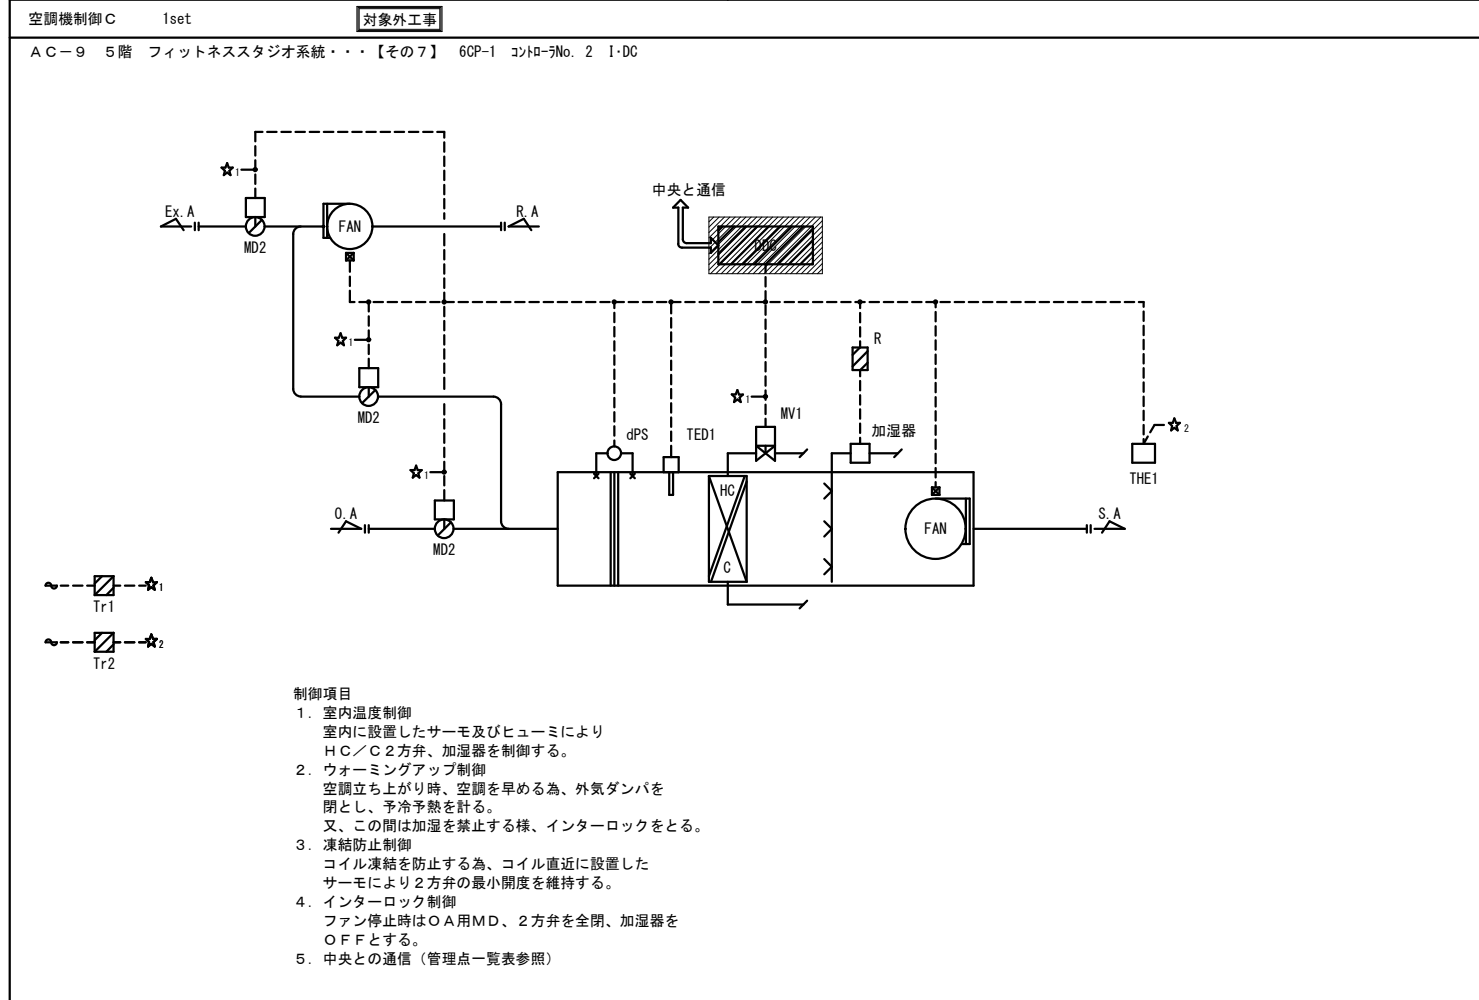 空調機制御C 1set 対象外工事
AC-9 5階 フィットネススタジオ系統・・・【その7】 6CP-1 ｺﾝﾄﾛｰﾗNo. 2 I･DC
☆1
中央と通信
Ex.A
FAN
R.A
MD2
DDC
☆1
R
MD2
☆1
MV1
☆2
dPS
TED1
加湿器
☆1
THE1
HC
O.A
FAN
S.A
MD2
C
☆1
Tr1
☆2
Tr2
制御項目
1. 室内温度制御
室内に設置したサーモ及びヒューミにより
HC/C2方弁、加湿器を制御する。
2. ウォーミングアップ制御
空調立ち上がり時、空調を早める為、外気ダンパを
閉とし、予冷予熱を計る。
又、この間は加湿を禁止する様、インターロックをとる。
3. 凍結防止制御
コイル凍結を防止する為、コイル直近に設置した
サーモにより2方弁の最小開度を維持する。
4. インターロック制御
ファン停止時はOA用MD、2方弁を全閉、加湿器を
OFFとする。
5. 中央との通信（管理点一覧表参照）